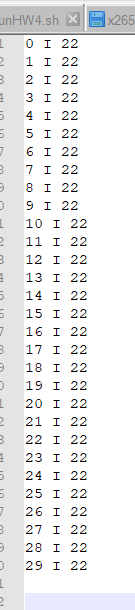 unHW4.sh x265
0 I 22
1 I 22
2 I 22
3 I 22
4 I 22
5 I 22
6 I 22
7 I 22
8 I 22
9 I 22
10 I 22
11 I 22
12 I 22
13 I 22
14 I 22
15 I 22
16 I 22
17 I 22
18 I 22
19 I 22
20 I 22
21 I 22
22 I 22
23 I 22
24 I 22
25 I 22
26 I 22
27 I 22
28 I 22
29 I 22